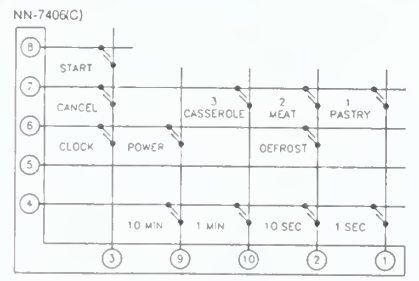 NN-7406(C)
8
START
7
CANCEL
3 CASSEROLE
2 MEAT
1 PASTRY
6
CLOCK
POWER
DEFROST
5
4
10 MIN
1 MIN
10 SEC
1 SEC
3
9
10
2
1